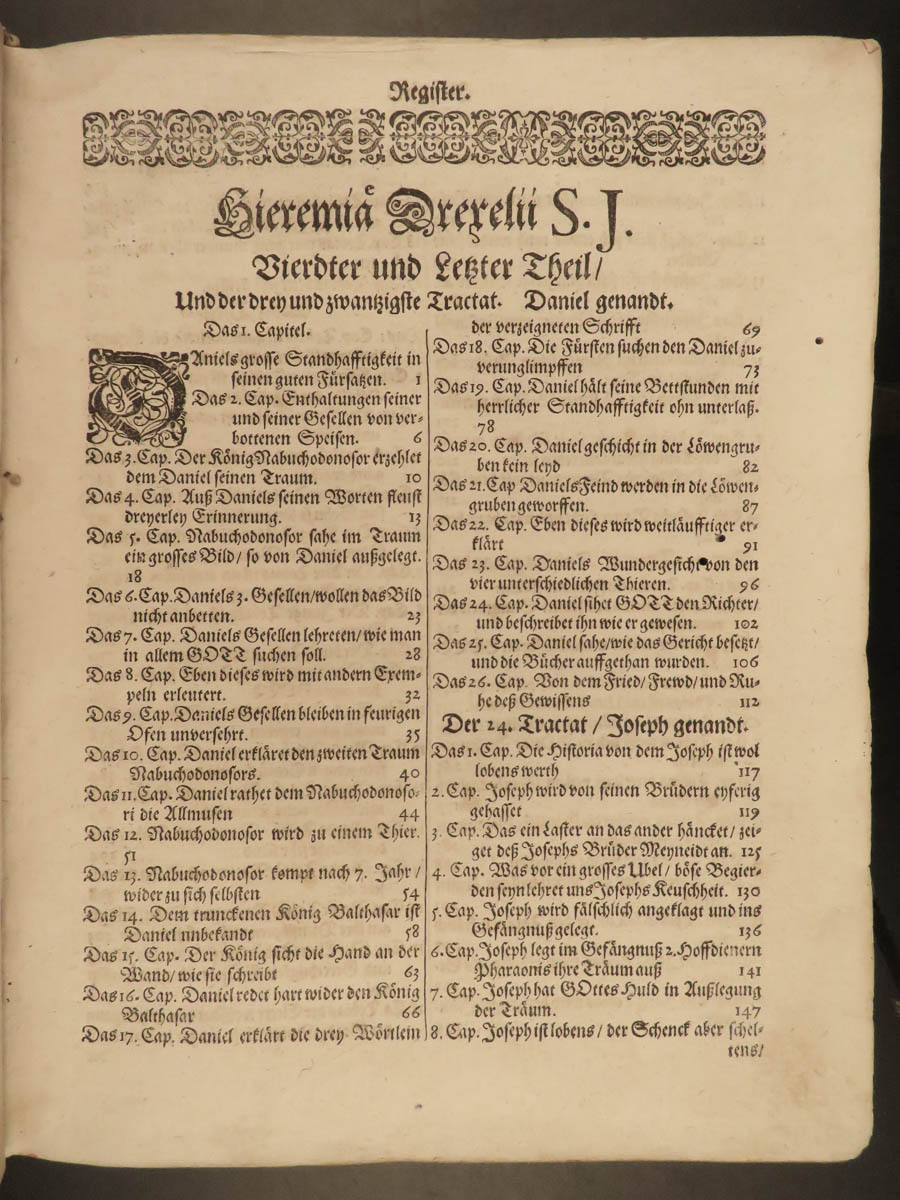 Register.
Hieremiæ Drexelii S. J.
Vierdter und Letzter Theil/
Und der drey und zwantzigste Tractat. Daniel genandt.
Das 1. Capitel.
DAniels grosse Standhafftigkeit in
seinen guten Fürsatzen. 1
Das 2. Cap. Enthaltungen seiner
und seiner Gesellen von ver-
bottenen Speisen. 6
Das 3. Cap. Der König Nabuchodonosor erzehlet
dem Daniel seinen Traum. 10
Das 4. Cap. Auß Daniels seinen Worten fleust
dreyerley Erinnerung. 13
Das 5. Cap. Nabuchodonosor sahe im Traum
ein grosses Bild/ so von Daniel außgelegt.
18
Das 6. Cap. Daniels 3. Gesellen/wollen das Bild
nicht anbetten. 23
Das 7. Cap. Daniels Gesellen lehreten/ wie man
in allem GOTT suchen soll. 28
Das 8. Cap. Eben dieses wird mit andern Exem-
peln erleutert. 32
Das 9. Cap. Daniels Gesellen bleiben in feurigen
Ofen unversehrt. 35
Das 10. Cap. Daniel erkläret den zweiten Traum
Nabuchodonosors. 40
Das 11. Cap. Daniel rathet dem Nabuchodonoso-
ri die Allmusen 44
Das 12. Nabuchodonosor wird zu einem Thier.
51
Das 13. Nabuchodonosor kompt nach 7. Jahr/
wider zu sich selbsten 54
Das 14. Dem trunckenen König Balthasar ist
Daniel unbekandt 58
Das 15. Cap. Der König sicht die Hand an der
Wand/ wie sie schreibt 63
Das 16. Cap. Daniel redet hart wider den König
Balthasar 66
Das 17. Cap. Daniel erklärt die drey Wörtlein
der verzeigneten Schrifft 69
Das 18. Cap. Die Fürsten suchen den Daniel zu-
verunglimpffen 73
Das 19. Cap. Daniel hält seine Bettstunden mit
herrlicher Standhafftigkeit ohn unterlaß.
78
Das 20. Cap. Daniel geschicht in der Löwengru-
ben kein leyd 82
Das 21. Cap Daniels Feind werden in die Löwen-
gruben geworffen. 87
Das 22. Cap. Eben dieses wird weitläufftiger er-
klärt 91
Das 23. Cap. Daniels Wundergesicht von den
vier unterschiedlichen Thieren. 96
Das 24. Cap. Daniel sihet GOTT den Richter/
und beschreibet ihn wie er gewesen. 102
Das 25. Cap. Daniel sahe/wie das Gericht besetzt/
und die Bücher auffgethan wurden. 106
Das 26. Cap. Von dem Fried/ Frewd/ und Ru-
he deß Gewissens 112
Der 24. Tractat / Joseph genandt.
Das 1. Cap. Die Historia von dem Joseph ist wol
lobens werth 117
2. Cap. Joseph wird von seinen Brüdern eyferig
gehasset 119
3. Cap. Das ein Laster an das ander häncket/ zei-
get deß Josephs Brüder Meyneidt an. 125
4. Cap. Was vor ein grosses Ubel/ böse Begier-
den seyn lehret uns Josephs Keuschheit. 130
5. Cap. Joseph wird fälschlich angeklagt und ins
Gefängnuß gelegt. 136
6. Cap. Joseph legt im Gefängnuß 2. Hoffdienern
Pharaonis ihre Träum auß 141
7. Cap. Joseph hat GOttes Huld in Außlegung
der Träum. 147
8. Cap. Joseph ist lobens/ der Schenck aber schel-
tens/